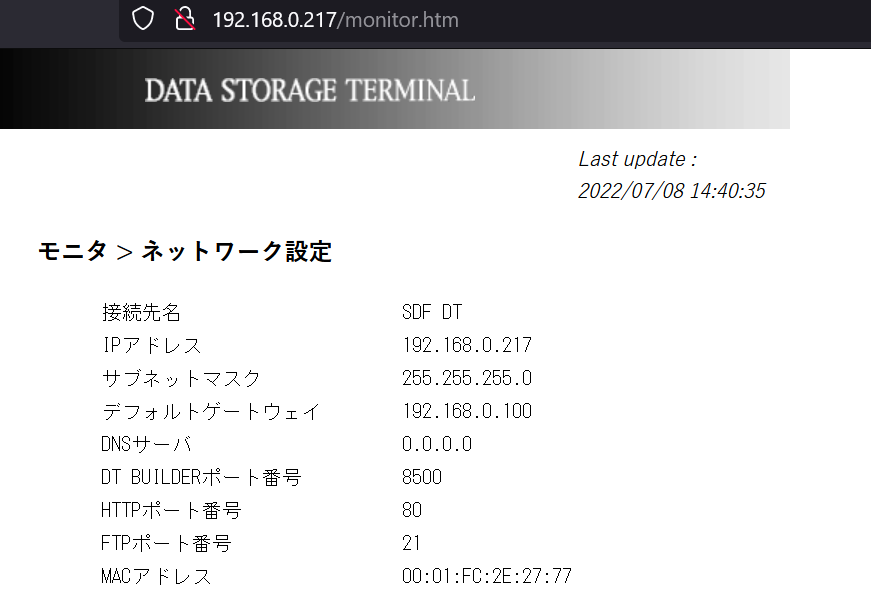 192.168.0.217/monitor.htm
DATA STORAGE TERMINAL
Last update :
2022/07/08 14:40:35
モニタ > ネットワーク設定
接続先名 SDF DT
IPアドレス 192.168.0.217
サブネットマスク 255.255.255.0
デフォルトゲートウェイ 192.168.0.100
DNSサーバ 0.0.0.0
DT BUILDERポート番号 8500
HTTPポート番号 80
FTPポート番号 21
MACアドレス 00:01:FC:2E:27:77